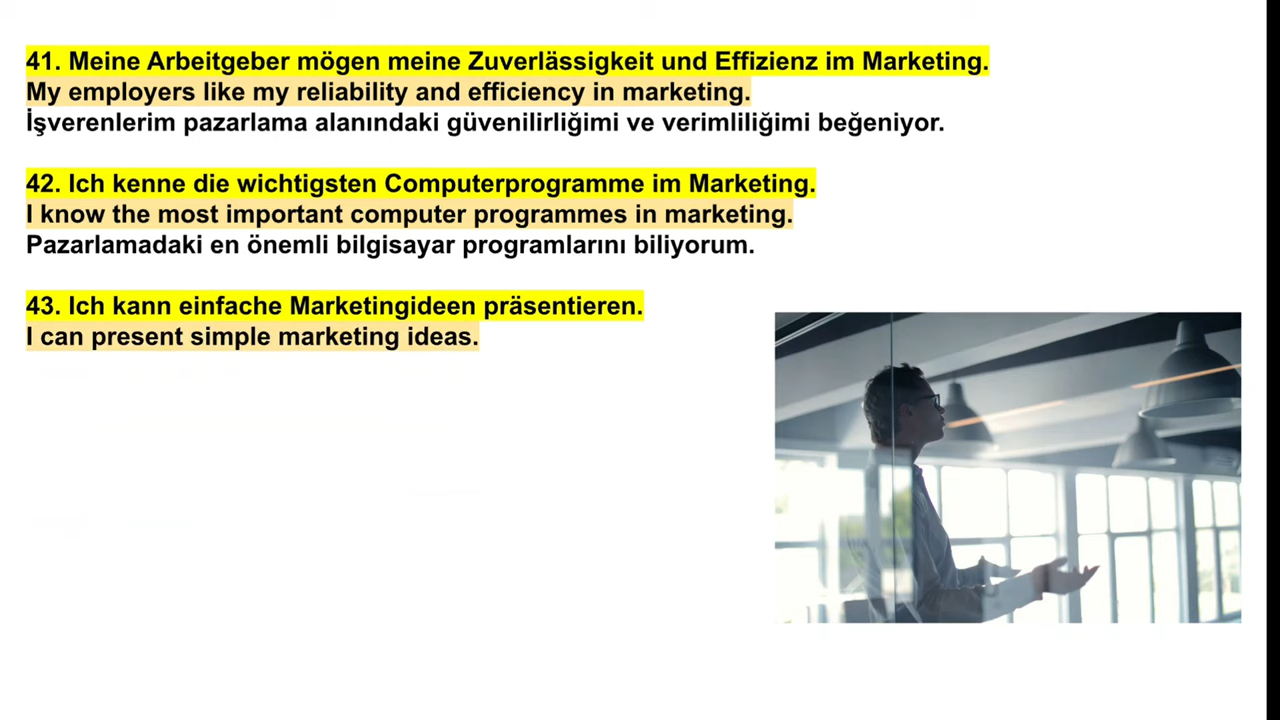 41. Meine Arbeitgeber mögen meine Zuverlässigkeit und Effizienz im Marketing.
My employers like my reliability and efficiency in marketing.
İşverenlerim pazarlama alanındaki güvenilirliğimi ve verimliliğimi beğeniyor.
42. Ich kenne die wichtigsten Computerprogramme im Marketing.
I know the most important computer programmes in marketing.
Pazarlamadaki en önemli bilgisayar programlarını biliyorum.
43. Ich kann einfache Marketingideen präsentieren.
I can present simple marketing ideas.